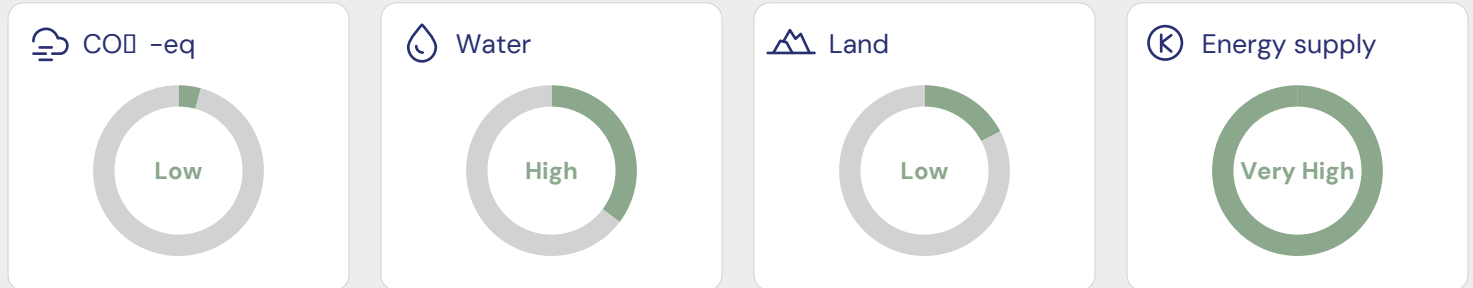 CO▯ -eq
Water
Land
Energy supply
Low
High
Low
Very High